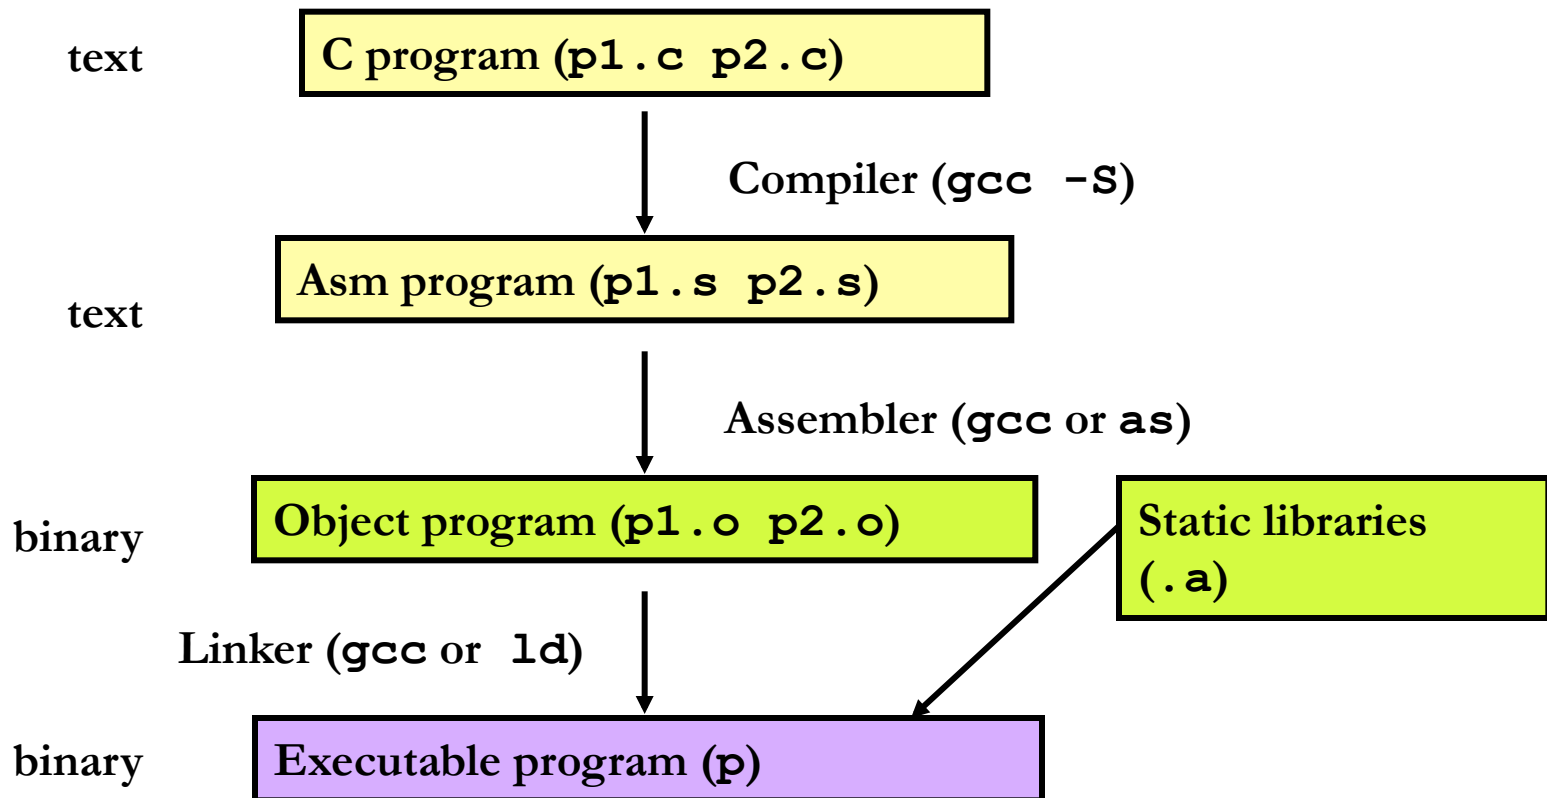 text
C program (p1.c p2.c)
Compiler (gcc -S)
Asm program (p1.s p2.s)
text
Assembler (gcc or as)
binary
Object program (p1.o p2.o)
Static libraries
(.a)
Linker (gcc or ld)
binary
Executable program (p)